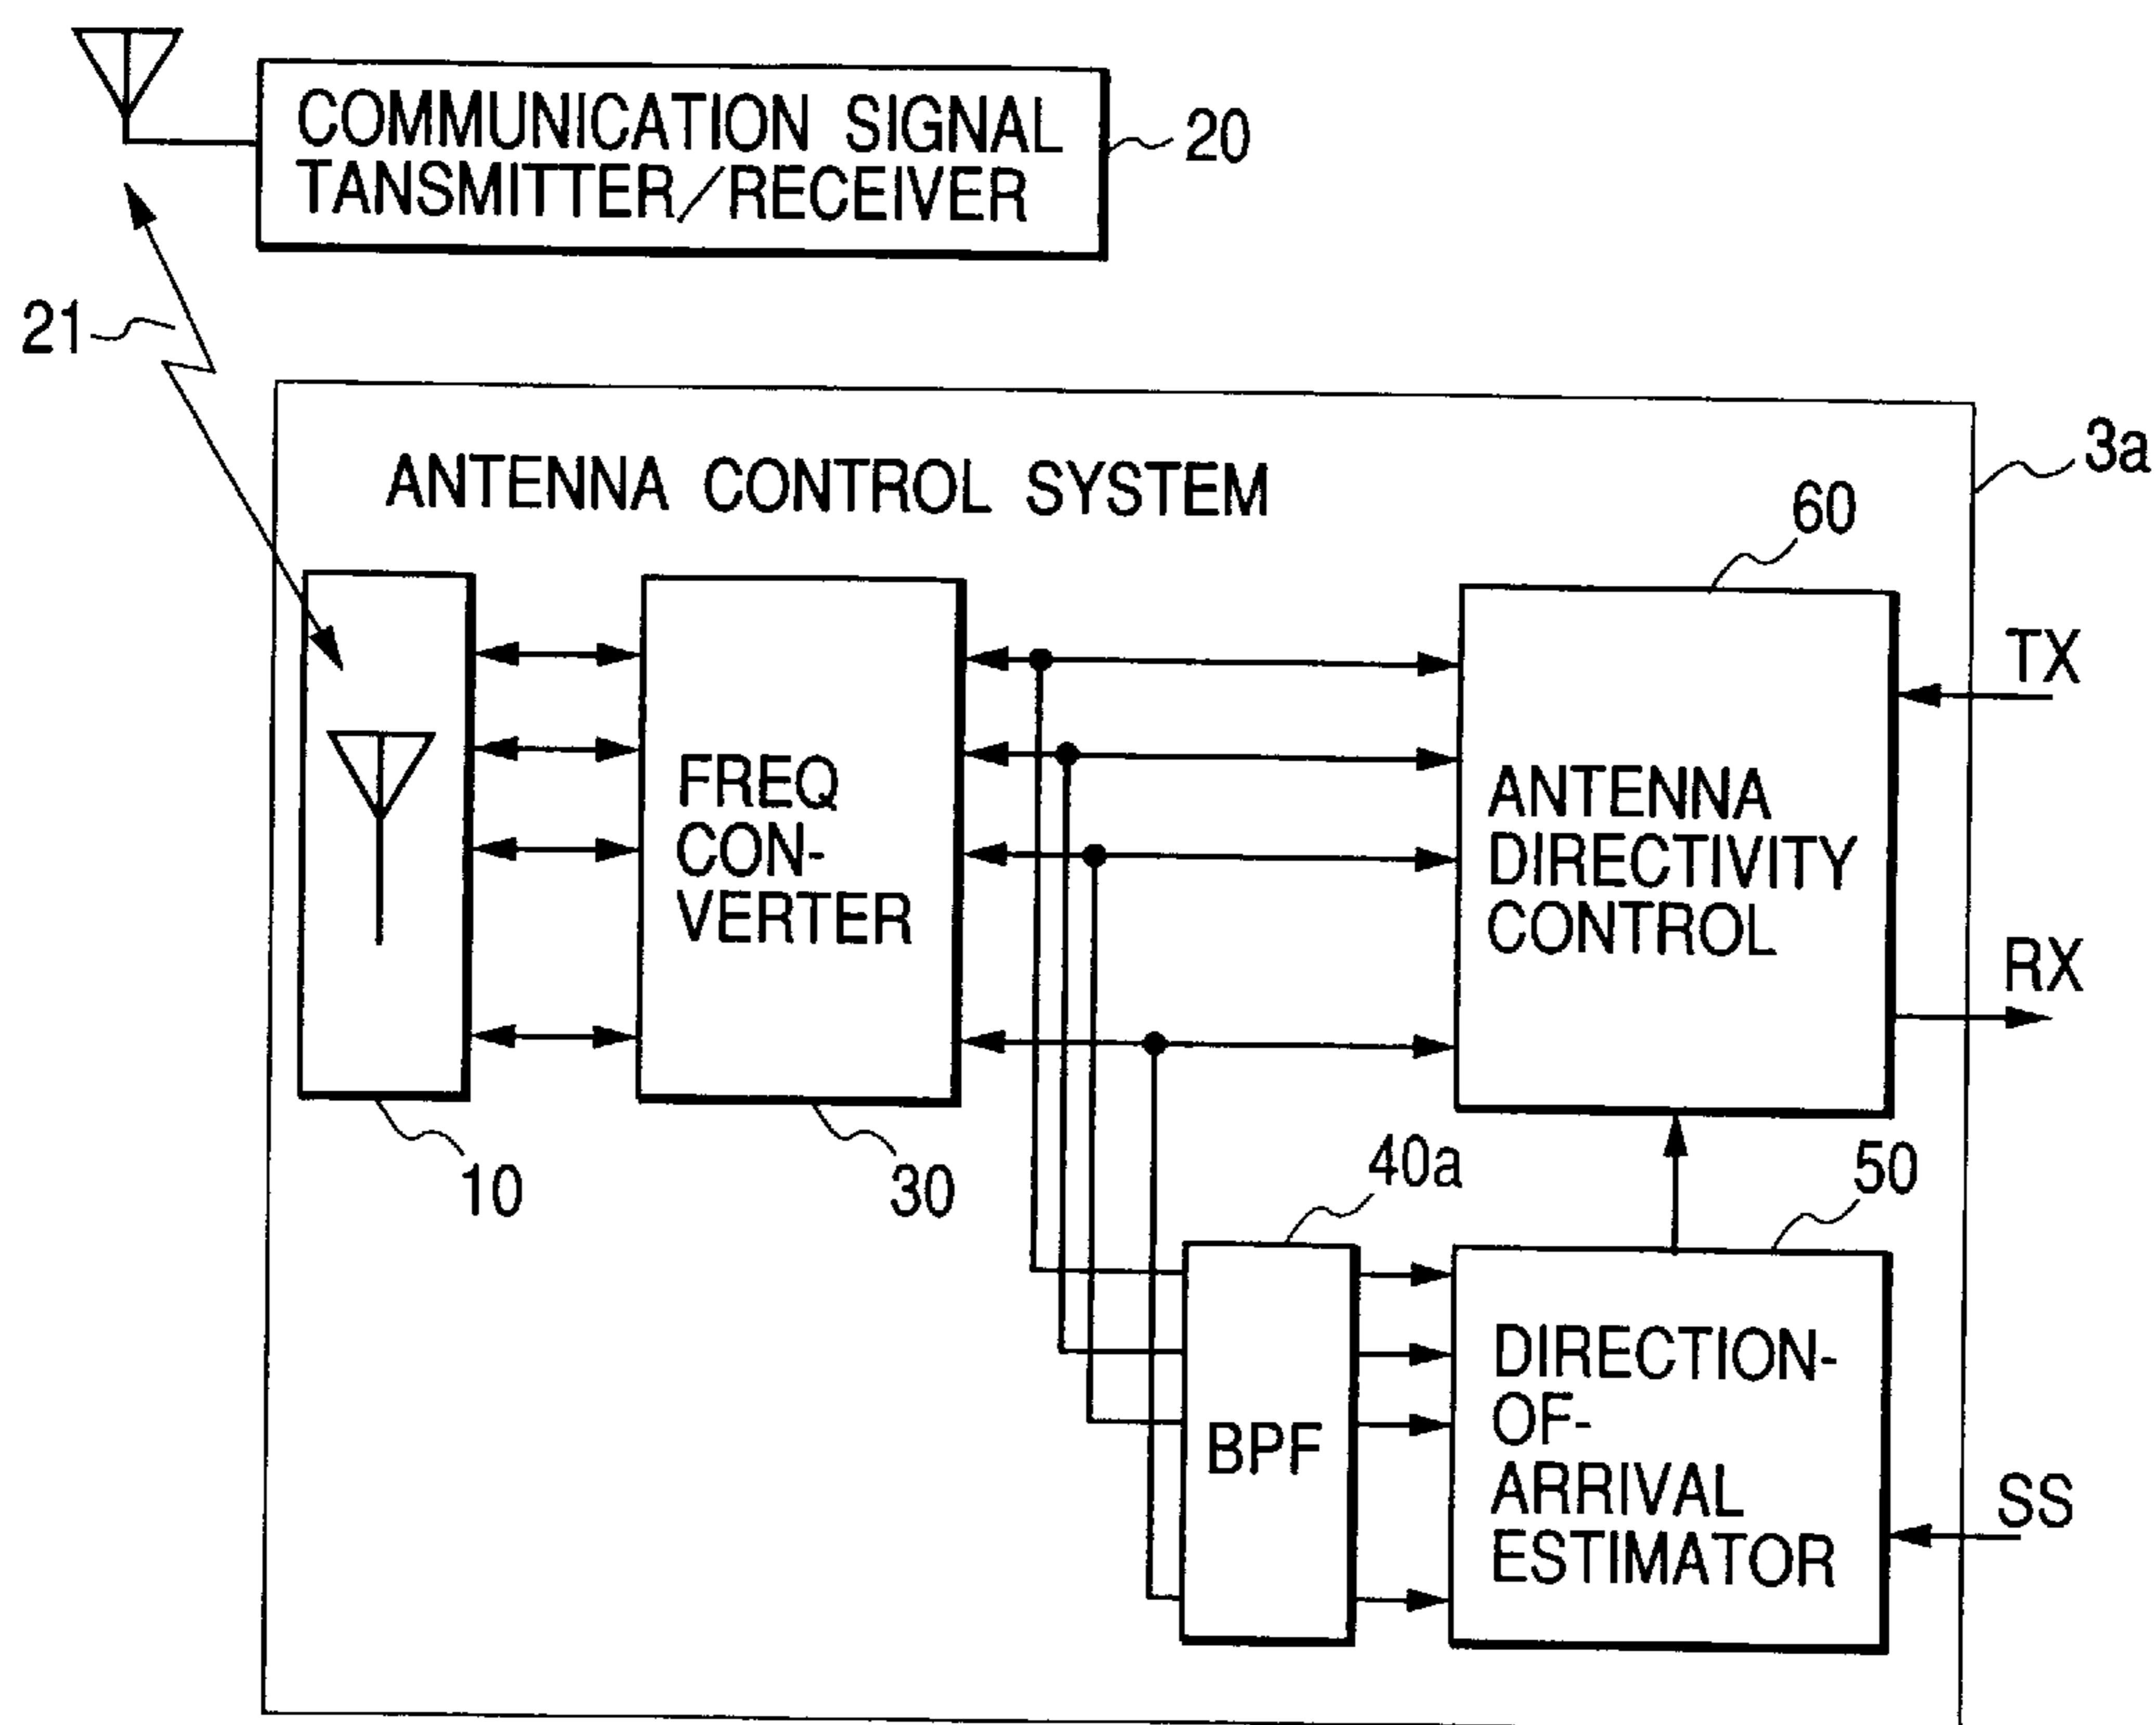 COMMUNICATION SIGNAL
TANSMITTER/RECEIVER
20
21
3a
ANTENNA CONTROL SYSTEM
60
TX
FREQ
CON-
VERTER
ANTENNA
DIRECTIVITY
CONTROL
RX
10
30
40a
50
BPF
DIRECTION-
OF-
ARRIVAL
ESTIMATOR
SS